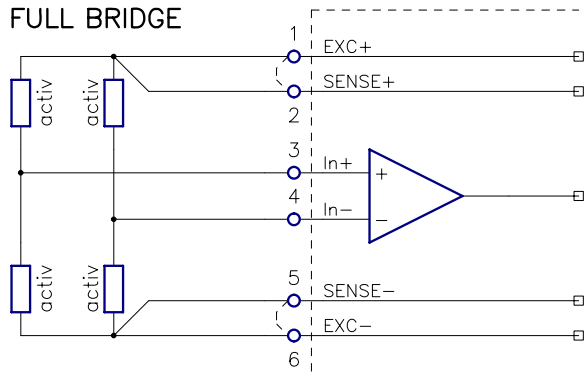 FULL BRIDGE
1
EXC+
activ
activ
SENSE+
2
3
In+
+
4
In-
-
activ
activ
5
SENSE-
EXC-
6